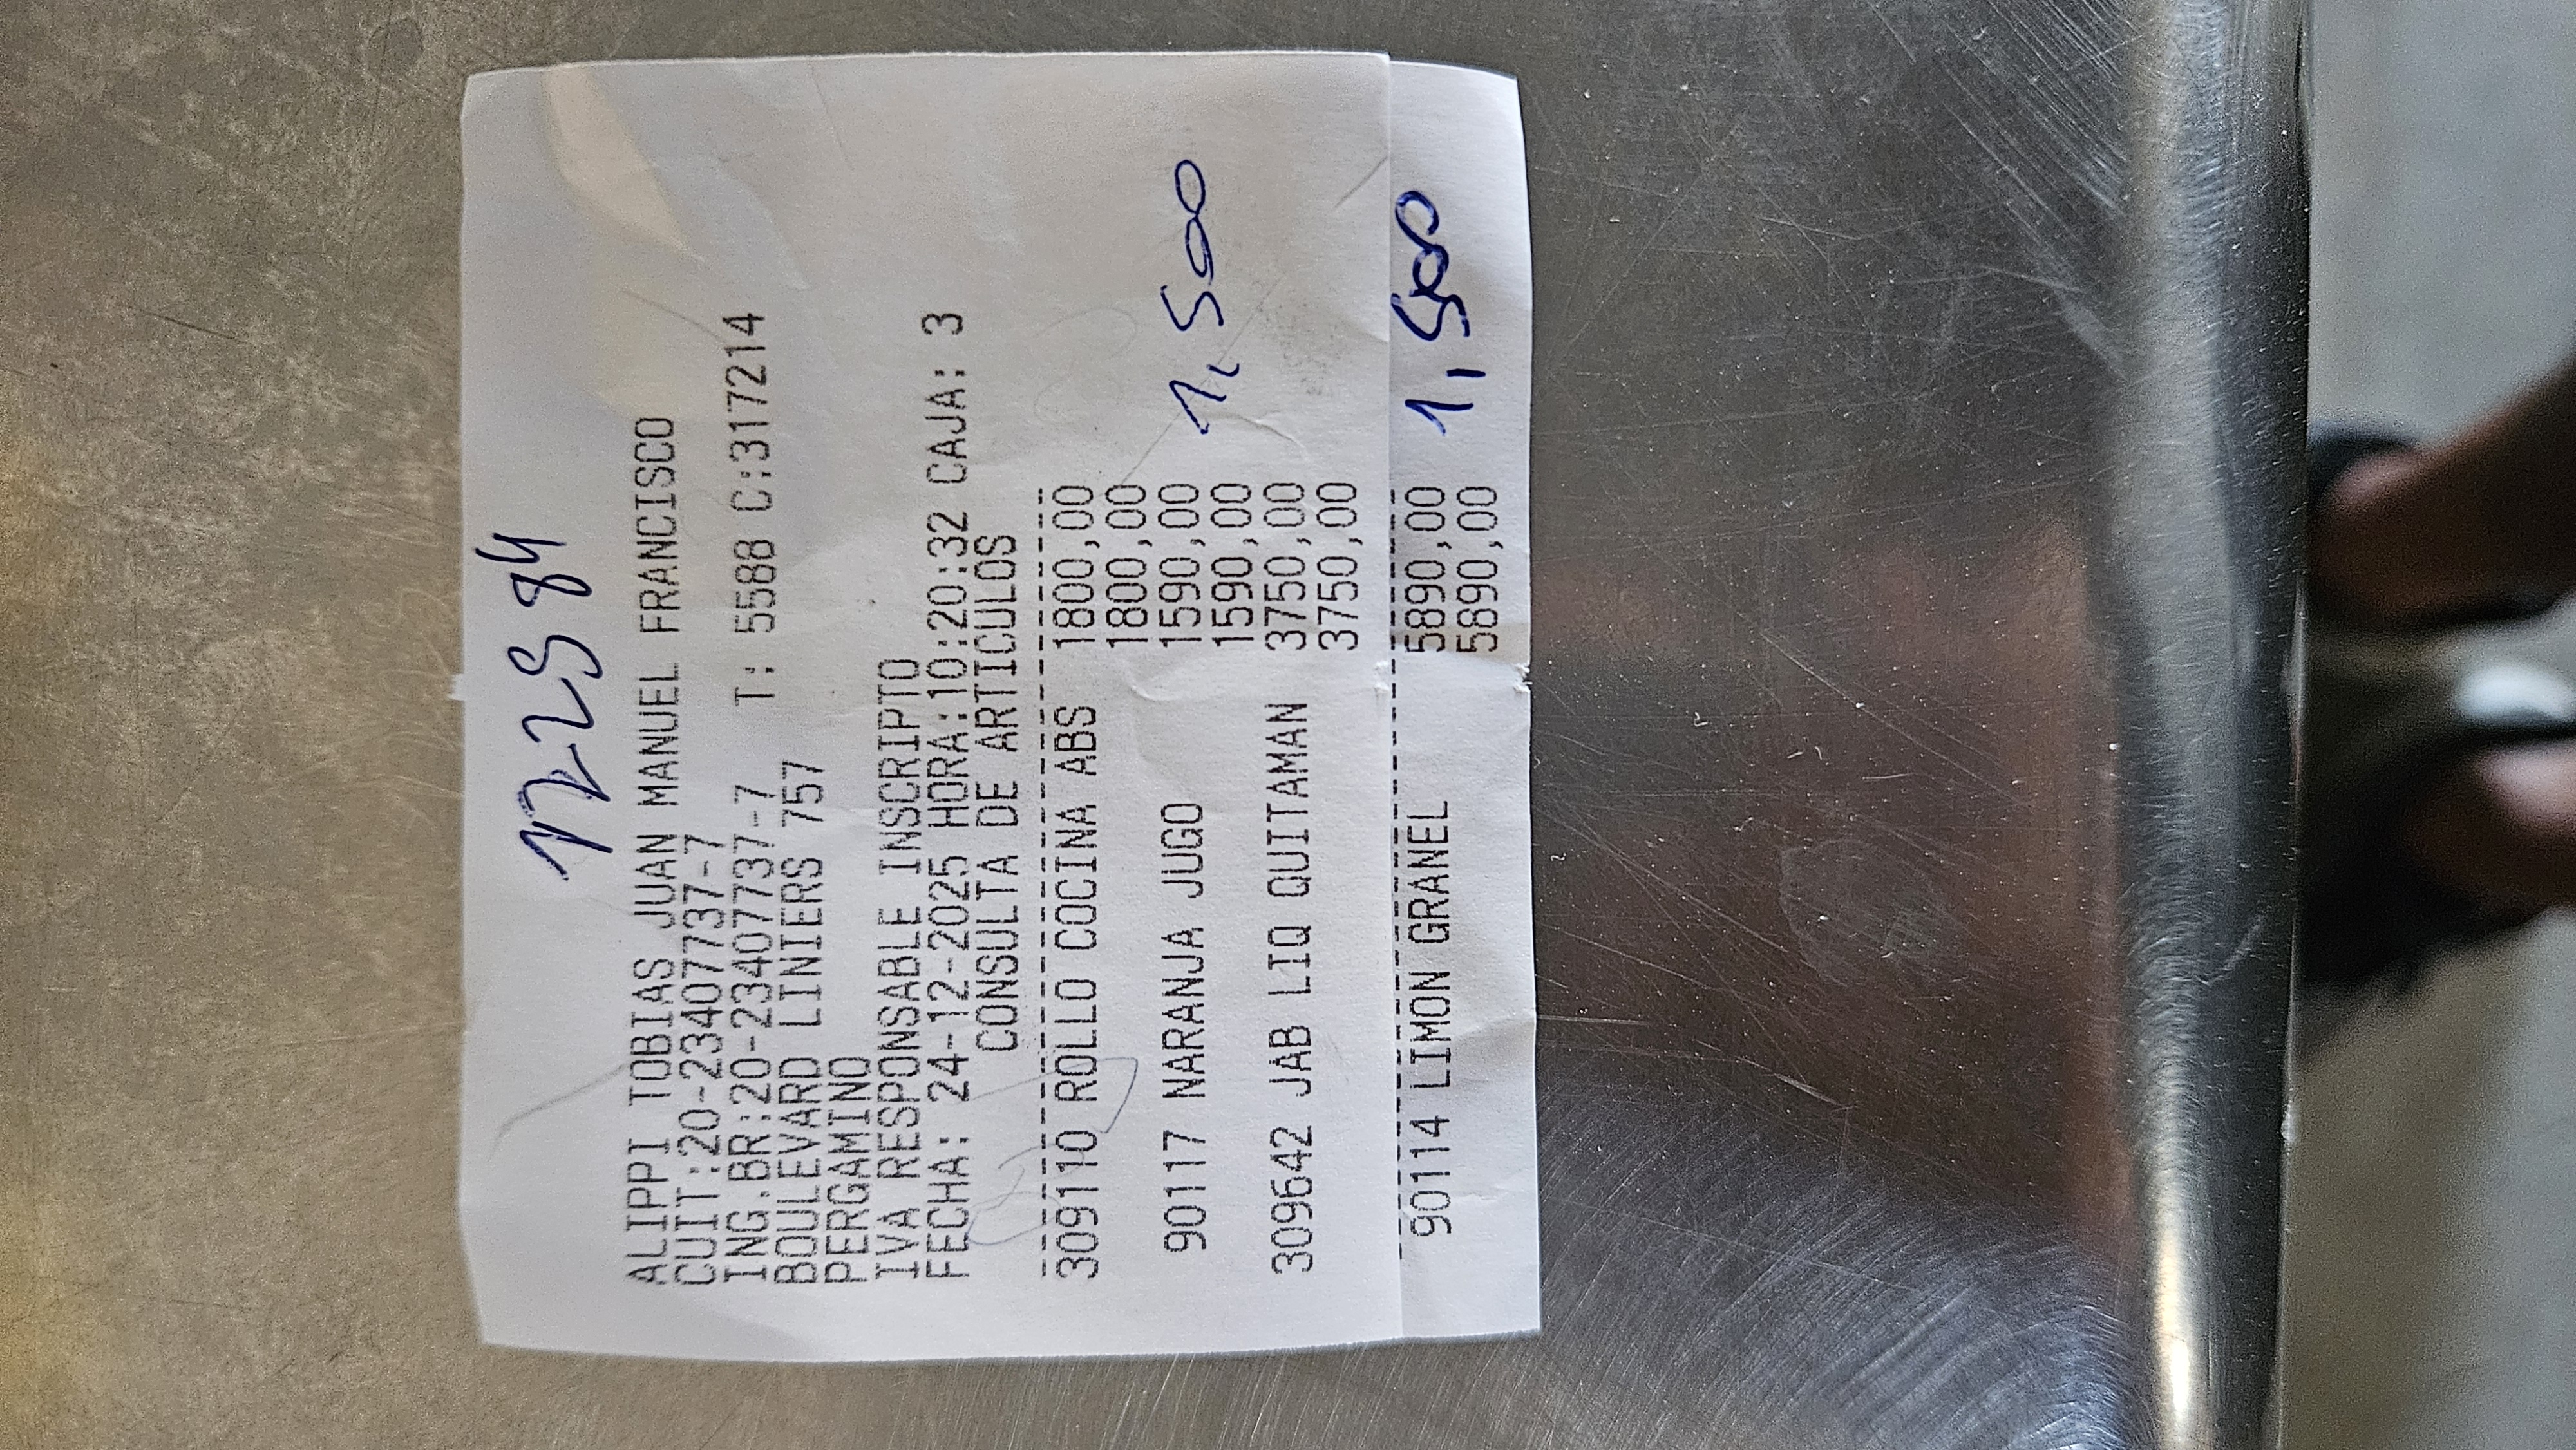 ALIPPI TOBIAS JUAN MANUEL FRANCISCO
CUIT:20-23407737-7
ING.BR:20-23407737-7 T: 5588 C:317214
BOULEVARD LINIERS 757
PERGAMINO
IVA RESPONSABLE INSCRIPTO
FECHA: 24-12-2025 HORA:10:20:32 CAJA: 3
CONSULTA DE ARTICULOS
309110 ROLLO COCINA ABS 1800,00
1800,00
90117 NARANJA JUGO 1590,00 1,500
1590,00
309642 JAB LIQ QUITAMAN 3750,00
3750,00
90114 LIMON GRANEL 5890,00 1,500
5890,00